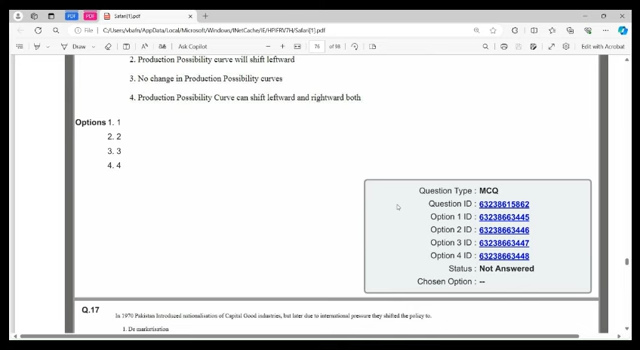 PDF
PDF
Safari[1].pdf
File
C:/Users/vbafn/AppData/Local/Microsoft/Windows/INetCache/IE/HPIFRV7H/Safari[1].pdf
Draw
Ask Copilot
76 of 98
Edit with Acrobat
2. Production Possibility curve will shift leftward
3. No change in Production Possibility curves
4. Production Possibility Curve can shift leftward and rightward both
Options 1. 1
2. 2
3. 3
4. 4
Question Type : MCQ
Question ID : 63238615862
Option 1 ID : 63238663445
Option 2 ID : 63238663446
Option 3 ID : 63238663447
Option 4 ID : 63238663448
Status : Not Answered
Chosen Option : --
Q.17
In 1970 Pakistan Introduced nationalisation of Capital Good industries, but later due to international pressure they shifted the policy to:
1. De marketisation